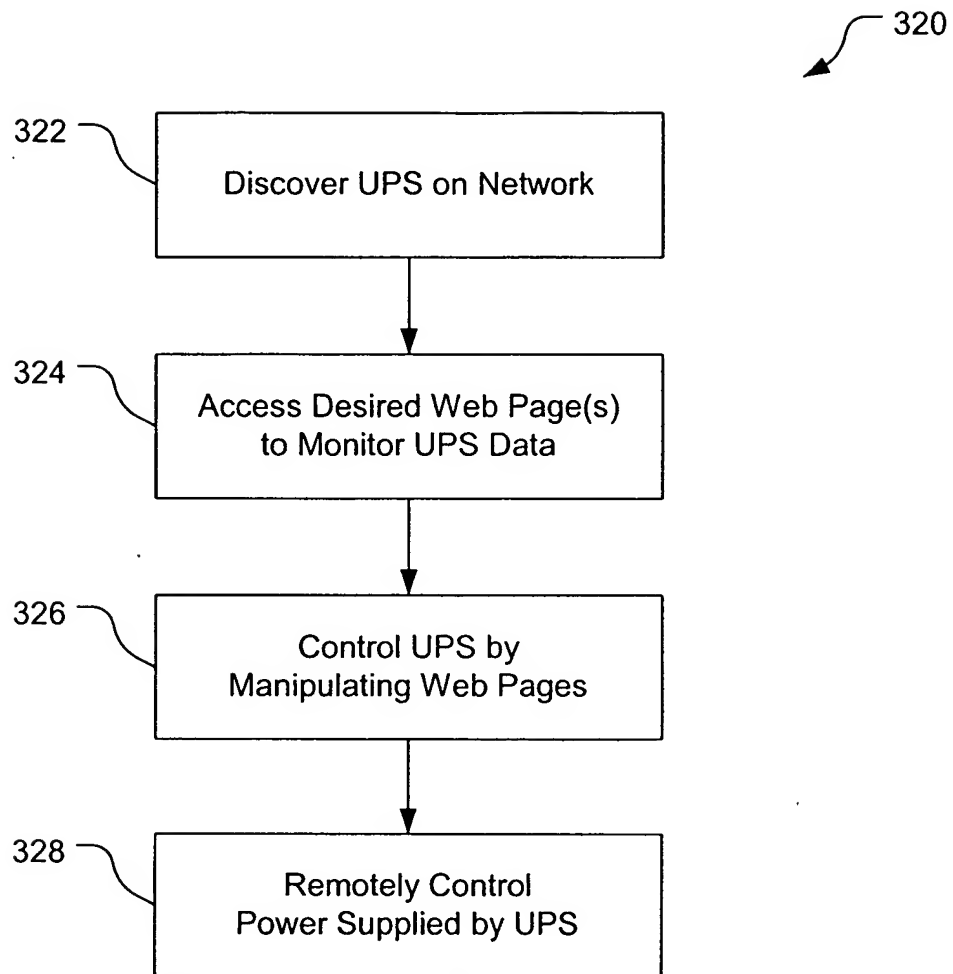 320
322
Discover UPS on Network
324
Access Desired Web Page(s)
to Monitor UPS Data
326
Control UPS by
Manipulating Web Pages
328
Remotely Control
Power Supplied by UPS